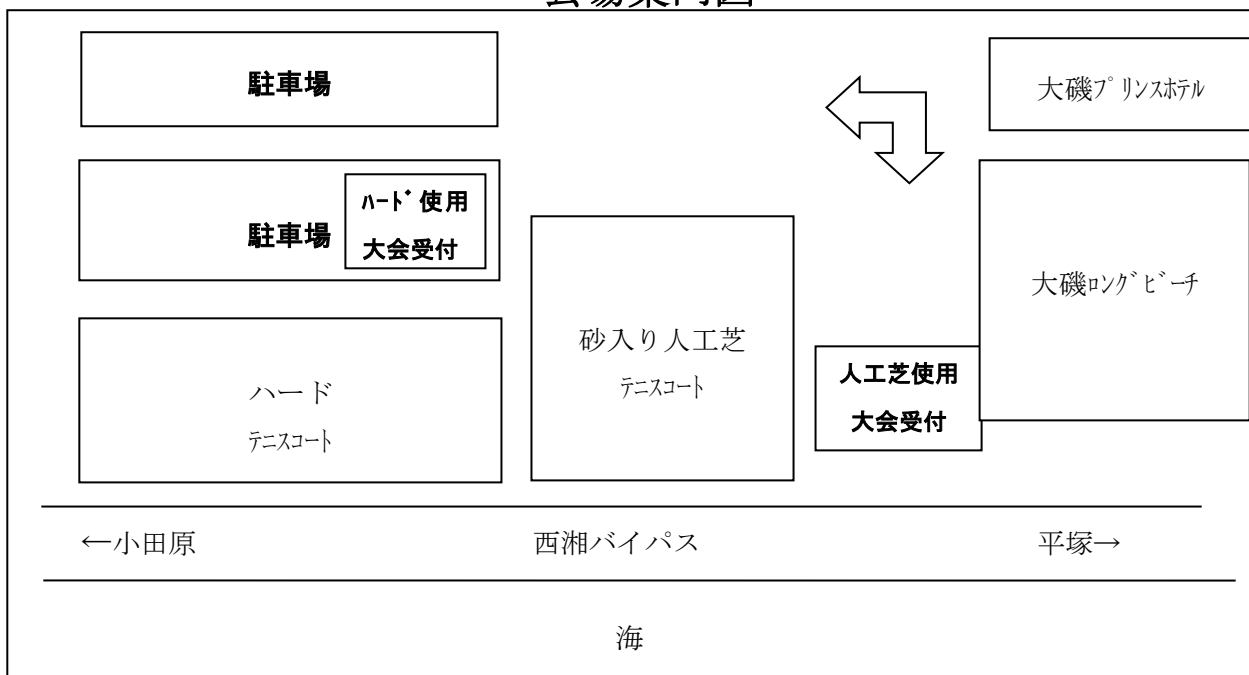 会場案内図
駐車場
大磯ﾌﾟﾘﾝｽﾎﾃﾙ
駐車場
ﾊｰﾄﾞ使用
大会受付
大磯ﾛﾝｸﾞﾋﾞｰﾁ
砂入り人工芝
ﾃﾆｽｺｰﾄ
人工芝使用
大会受付
ハード
ﾃﾆｽｺｰﾄ
←小田原
西湘バイパス
平塚→
海